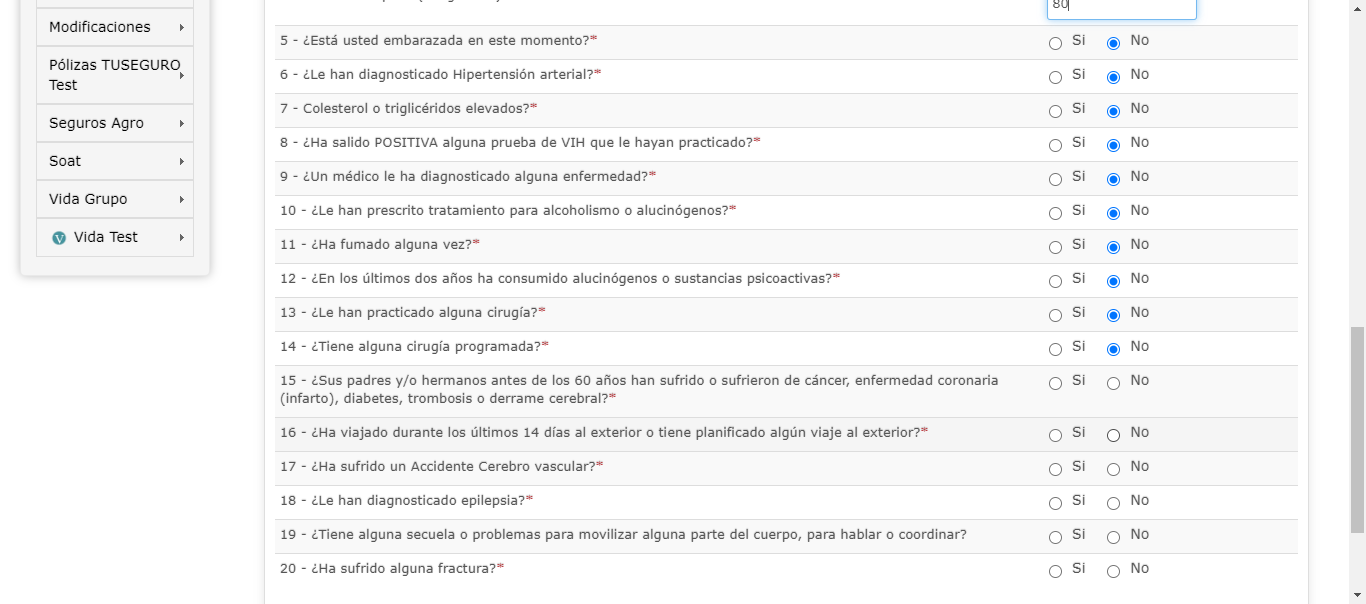 Modificaciones
Pólizas TUSEGURO
Test
Seguros Agro
Soat
Vida Grupo
V Vida Test
80
5 - ¿Está usted embarazada en este momento?* Si No
6 - ¿Le han diagnosticado Hipertensión arterial?* Si No
7 - Colesterol o triglicéridos elevados?* Si No
8 - ¿Ha salido POSITIVA alguna prueba de VIH que le hayan practicado?* Si No
9 - ¿Un médico le ha diagnosticado alguna enfermedad?* Si No
10 - ¿Le han prescrito tratamiento para alcoholismo o alucinógenos?* Si No
11 - ¿Ha fumado alguna vez?* Si No
12 - ¿En los últimos dos años ha consumido alucinógenos o sustancias psicoactivas?* Si No
13 - ¿Le han practicado alguna cirugía?* Si No
14 - ¿Tiene alguna cirugía programada?* Si No
15 - ¿Sus padres y/o hermanos antes de los 60 años han sufrido o sufrieron de cáncer, enfermedad coronaria Si No
(infarto), diabetes, trombosis o derrame cerebral?*
16 - ¿Ha viajado durante los últimos 14 días al exterior o tiene planificado algún viaje al exterior?* Si No
17 - ¿Ha sufrido un Accidente Cerebro vascular?* Si No
18 - ¿Le han diagnosticado epilepsia?* Si No
19 - ¿Tiene alguna secuela o problemas para movilizar alguna parte del cuerpo, para hablar o coordinar? Si No
20 - ¿Ha sufrido alguna fractura?* Si No